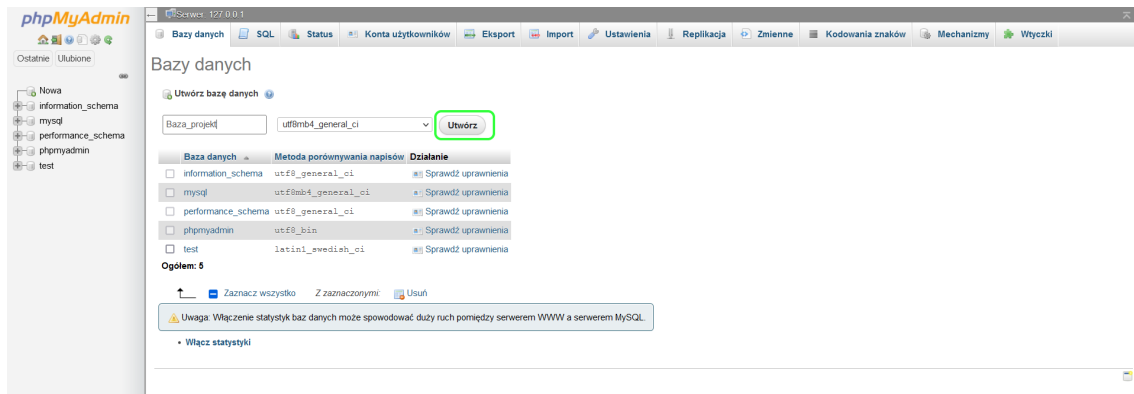 phpMyAdmin
Ostatnie Ulubione
Nowa
information_schema
mysql
performance_schema
phpmyadmin
test
Serwer: 127.0.0.1
Bazy danych SQL Status Konta użytkowników Eksport Import Ustawienia Replikacja Zmienne Kodowania znaków Mechanizmy Wtyczki
Bazy danych
Utwórz bazę danych
Baza_projekt utf8mb4_general_ci Utwórz
Baza danych Metoda porównywania napisów Działanie
information_schema utf8_general_ci Sprawdź uprawnienia
mysql utf8mb4_general_ci Sprawdź uprawnienia
performance_schema utf8_general_ci Sprawdź uprawnienia
phpmyadmin utf8_bin Sprawdź uprawnienia
test latin1_swedish_ci Sprawdź uprawnienia
Ogółem: 5
Zaznacz wszystko Z zaznaczonymi: Usuń
Uwaga: Włączenie statystyk baz danych może spowodować duży ruch pomiędzy serwerem WWW a serwerem MySQL.
• Włącz statystyki